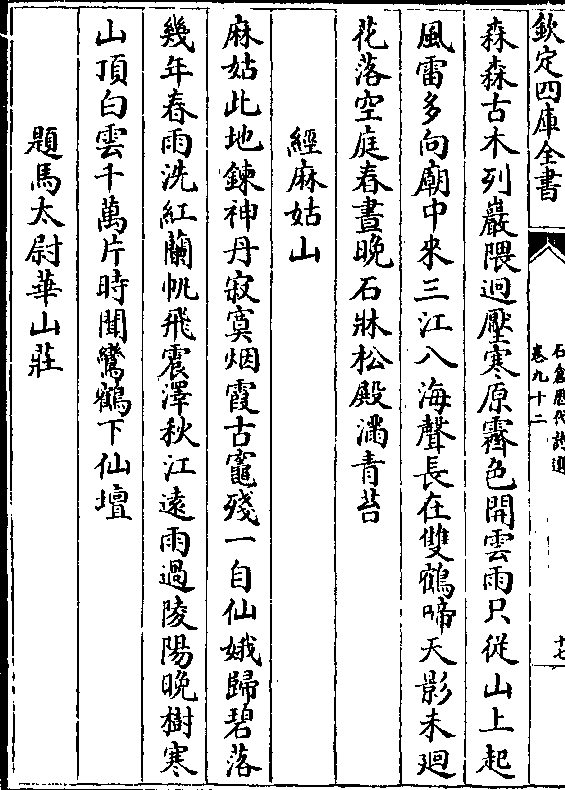 欽定四庫全書
石倉歷代詩選
卷九十二
十七
森森古木列巖隈迥壓寒原霽色開雲雨只從山上起
風雷多向廟中來三江八海聲長在雙鶴啼天影未廻
花落空庭春晝晚石牀松殿滿青苔
經麻姑山
麻姑此地鍊神丹寂寞烟霞古竈殘一自仙娥歸碧落
幾年春雨洗紅蘭帆飛震澤秋江遠雨過陵陽晚樹寒
山頂白雲千萬片時聞鸞鶴下仙壇
題馬太尉華山莊